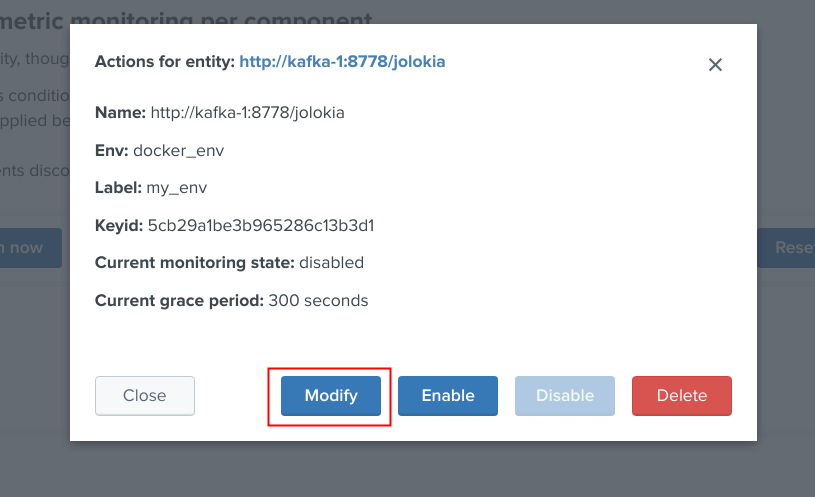 metric monitoring per component
Actions for entity: http://kafka-1:8778/jolokia
ity, thoug
Name: http://kafka-1:8778/jolokia
s conditio
pplied be
Env: docker_env
ents disco
Label: my_env
Keyid: 5cb29a1be3b965286c13b3d1
n now
Reset
Current monitoring state: disabled
Current grace period: 300 seconds
Close
Modify
Enable
Disable
Delete